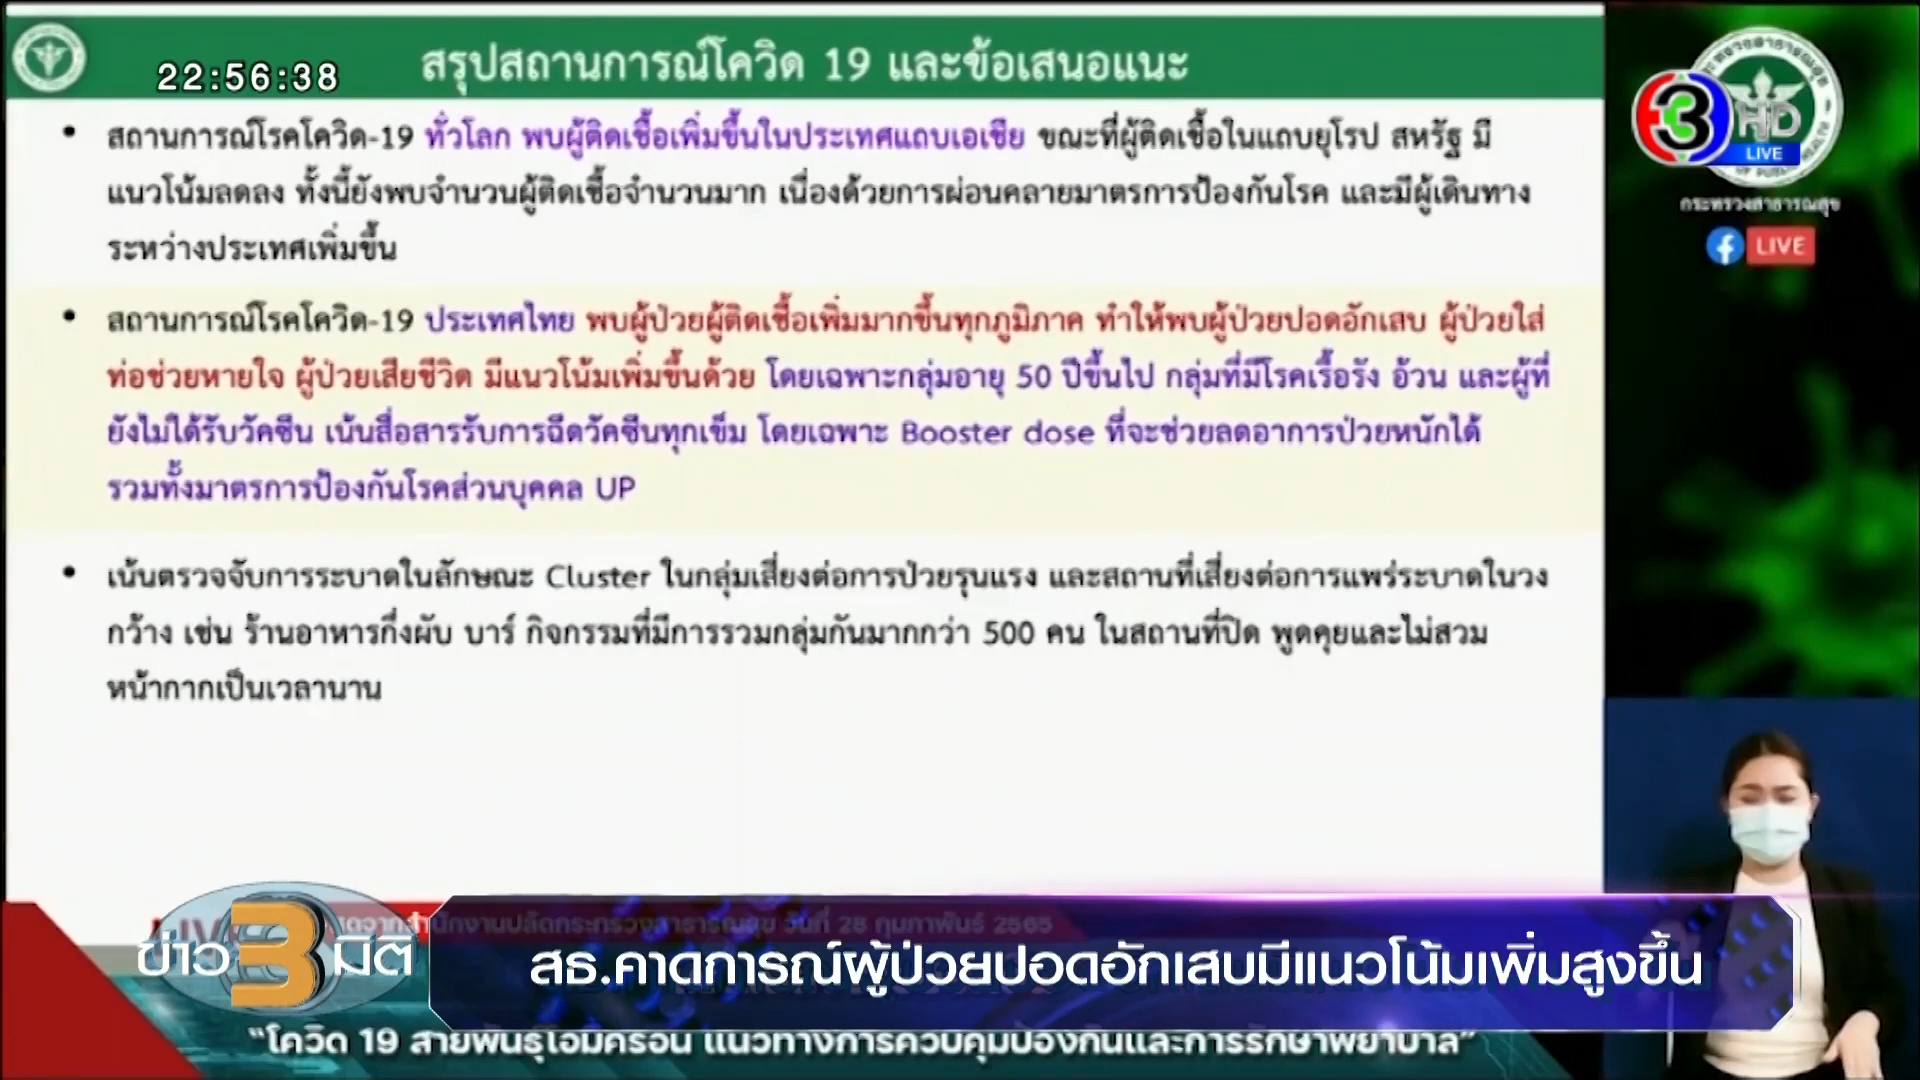 สรุปสถานการณ์โควิด 19 และข้อเสนอแนะ
22:56:38
• สถานการณ์โรคโควิด-19 ทั่วโลก พบผู้ติดเชื้อเพิ่มขึ้นในประเทศแถบเอเชีย ขณะที่ผู้ติดเชื้อในแถบยุโรป สหรัฐ มี
แนวโน้มลดลง ทั้งนี้ยังพบจำนวนผู้ติดเชื้อจำนวนมาก เนื่องด้วยการผ่อนคลายมาตรการป้องกันโรค และมีผู้เดินทาง
ระหว่างประเทศเพิ่มขึ้น
• สถานการณ์โรคโควิด-19 ประเทศไทย พบผู้ป่วยผู้ติดเชื้อเพิ่มมากขึ้นทุกภูมิภาค ทำให้พบผู้ป่วยปอดอักเสบ ผู้ป่วยใส่
ท่อช่วยหายใจ ผู้ป่วยเสียชีวิต มีแนวโน้มเพิ่มขึ้นด้วย โดยเฉพาะกลุ่มอายุ 50 ปีขึ้นไป กลุ่มที่มีโรคเรื้อรัง อ้วน และผู้ที่
ยังไม่ได้รับวัคซีน เน้นสื่อสารรับการฉีดวัคซีนทุกเข็ม โดยเฉพาะ Booster dose ที่จะช่วยลดอาการป่วยหนักได้
รวมทั้งมาตรการป้องกันโรคส่วนบุคคล UP
• เน้นตรวจจับการระบาดในลักษณะ Cluster ในกลุ่มเสี่ยงต่อการป่วยรุนแรง และสถานที่เสี่ยงต่อการแพร่ระบาดในวง
กว้าง เช่น ร้านอาหารกึ่งผับ บาร์ กิจกรรมที่มีการรวมกลุ่มกันมากกว่า 500 คน ในสถานที่ปิด พูดคุยและไม่สวม
หน้ากากเป็นเวลานาน
3 HD
LIVE
กระทรวงสาธารณสุข
LIVE
สำนักงานปลัดกระทรวงสาธารณสุข วันที่ 28 กุมภาพันธ์ 2565
ข่าว 3 มิติ
สธ.คาดการณ์ผู้ป่วยปอดอักเสบมีแนวโน้มเพิ่มสูงขึ้น
“โควิด 19 สายพันธุ์โอมิครอน แนวทางการควบคุมป้องกันและการรักษาพยาบาล”